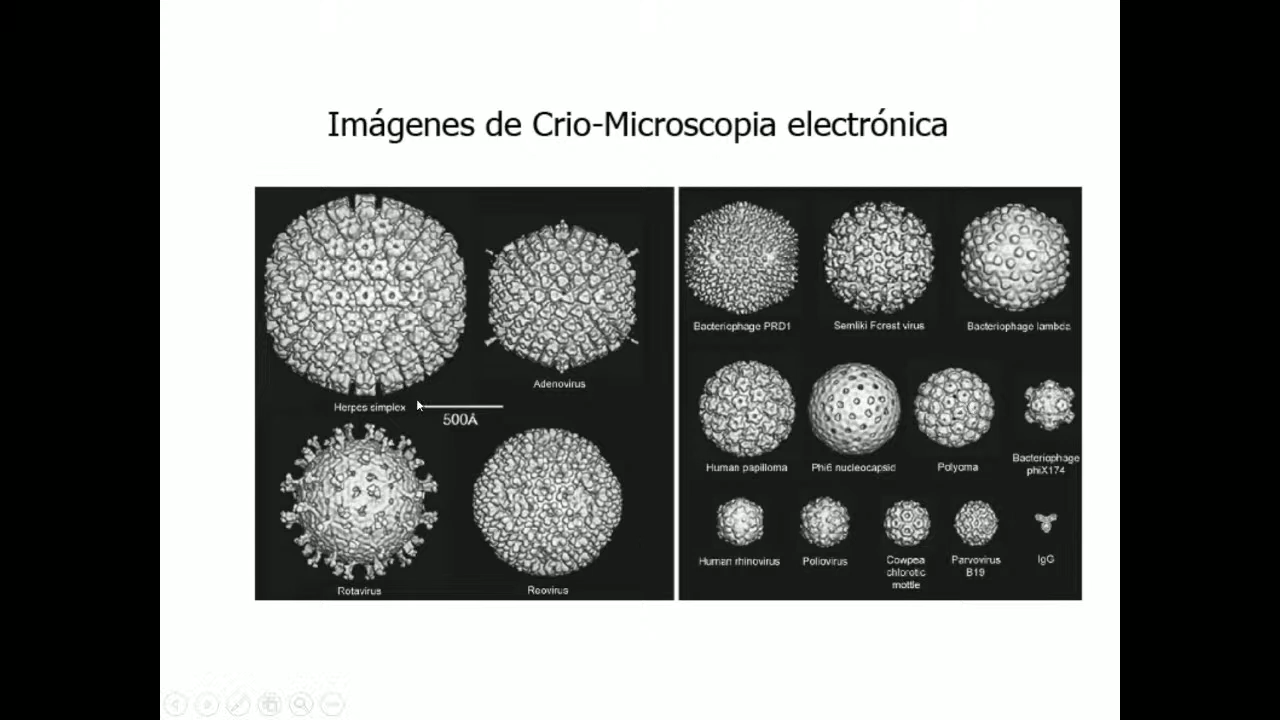 Imágenes de Crio-Microscopia electrónica
Herpes simplex
Adenovirus
500Å
Rotavirus
Reovirus
Bacteriophage PRD1
Semliki Forest virus
Bacteriophage lambda
Human papilloma
Phi6 nucleocapsid
Polyoma
Bacteriophage
phiX174
Human rhinovirus
Poliovirus
Cowpea
chlorotic
mottle
Parvovirus
B19
IgG